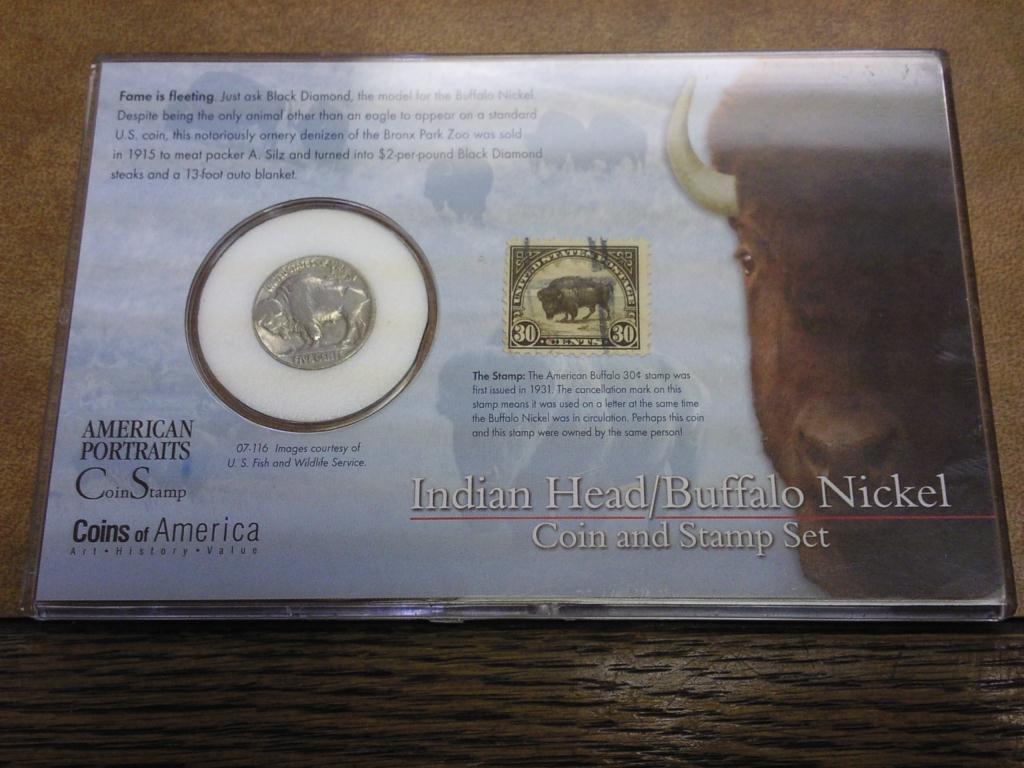 Fame is fleeting. Just ask Black Diamond, the model for the Buffalo Nickel.
Despite being the only animal other than an eagle to appear on a standard
U.S. coin, this notoriously ornery denizen of the Bronx Park Zoo was sold
in 1915 to meat packer A. Silz and turned into $2-per-pound Black Diamond
steaks and a 13-foot auto blanket.
UNITED STATES OF AMERICA
FIVE CENTS
UNITED STATES POSTAGE
30 30
CENTS
The Stamp: The American Buffalo 30¢ stamp was
first issued in 1931. The cancellation mark on this
stamp means it was used on a letter at the same time
the Buffalo Nickel was in circulation. Perhaps this coin
and this stamp were owned by the same person!
AMERICAN
PORTRAITS
CoinStamp
07-116 Images courtesy of
U. S. Fish and Wildlife Service.
Coins of America
Art • History • Value
Indian Head/Buffalo Nickel
Coin and Stamp Set